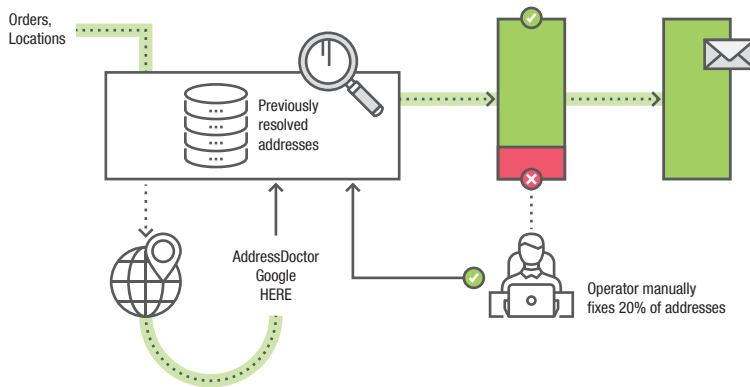 Orders,
Locations
Previously
resolved
addresses
AddressDoctor
Google
HERE
Operator manually
fixes 20% of addresses